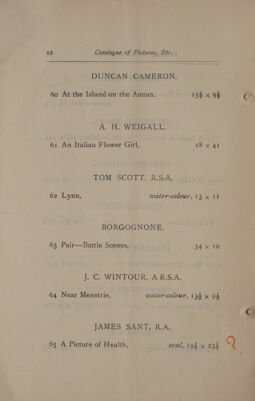 12 Catalogue of Pictures, Etc.
DUNCAN CAMERON.
60 At the Island on the Annan. 13½ × 9½
A. H. WEIGALL.
61 An Italian Flower Girl, 28 × 41
TOM SCOTT, R.S.A.
62 Lynn, water-colour, 13 × 11
BORGOGNONE.
63 Pair—Battle Scenes, 34 × 19
J. C. WINTOUR, A.R.S.A.
64 Near Menstrie, water-colour, 13½ × 9½
JAMES SANT, R.A.
65 A Picture of Health, oval, 19½ × 23½